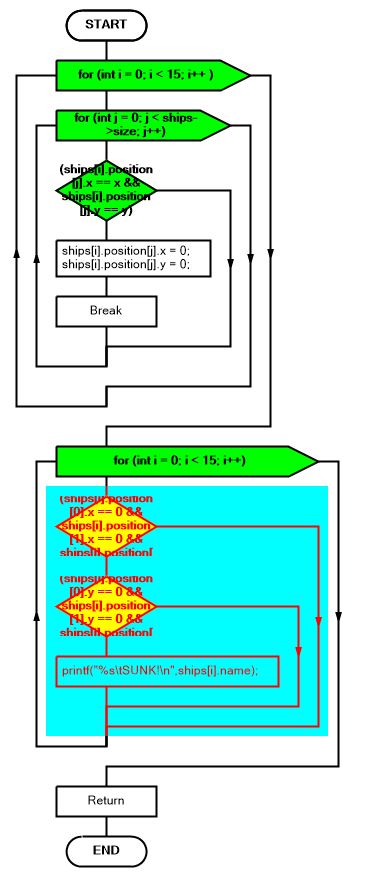 START
for (int i = 0; i < 15; i++ )
for (int j = 0; j < ships-
>size; j++)
(ships[i].position
[j].x == x &&
ships[i].position
[j].y == y)
ships[i].position[j].x = 0;
ships[i].position[j].y = 0;
Break
for (int i = 0; i < 15; i++)
(ships[i].position
[0].x == 0 &&
ships[i].position
[1].x == 0 &&
ships[i].position[
(ships[i].position
[0].y == 0 &&
ships[i].position
[1].y == 0 &&
ships[i].position[
printf("%s\tSUNK!\n",ships[i].name);
Return
END